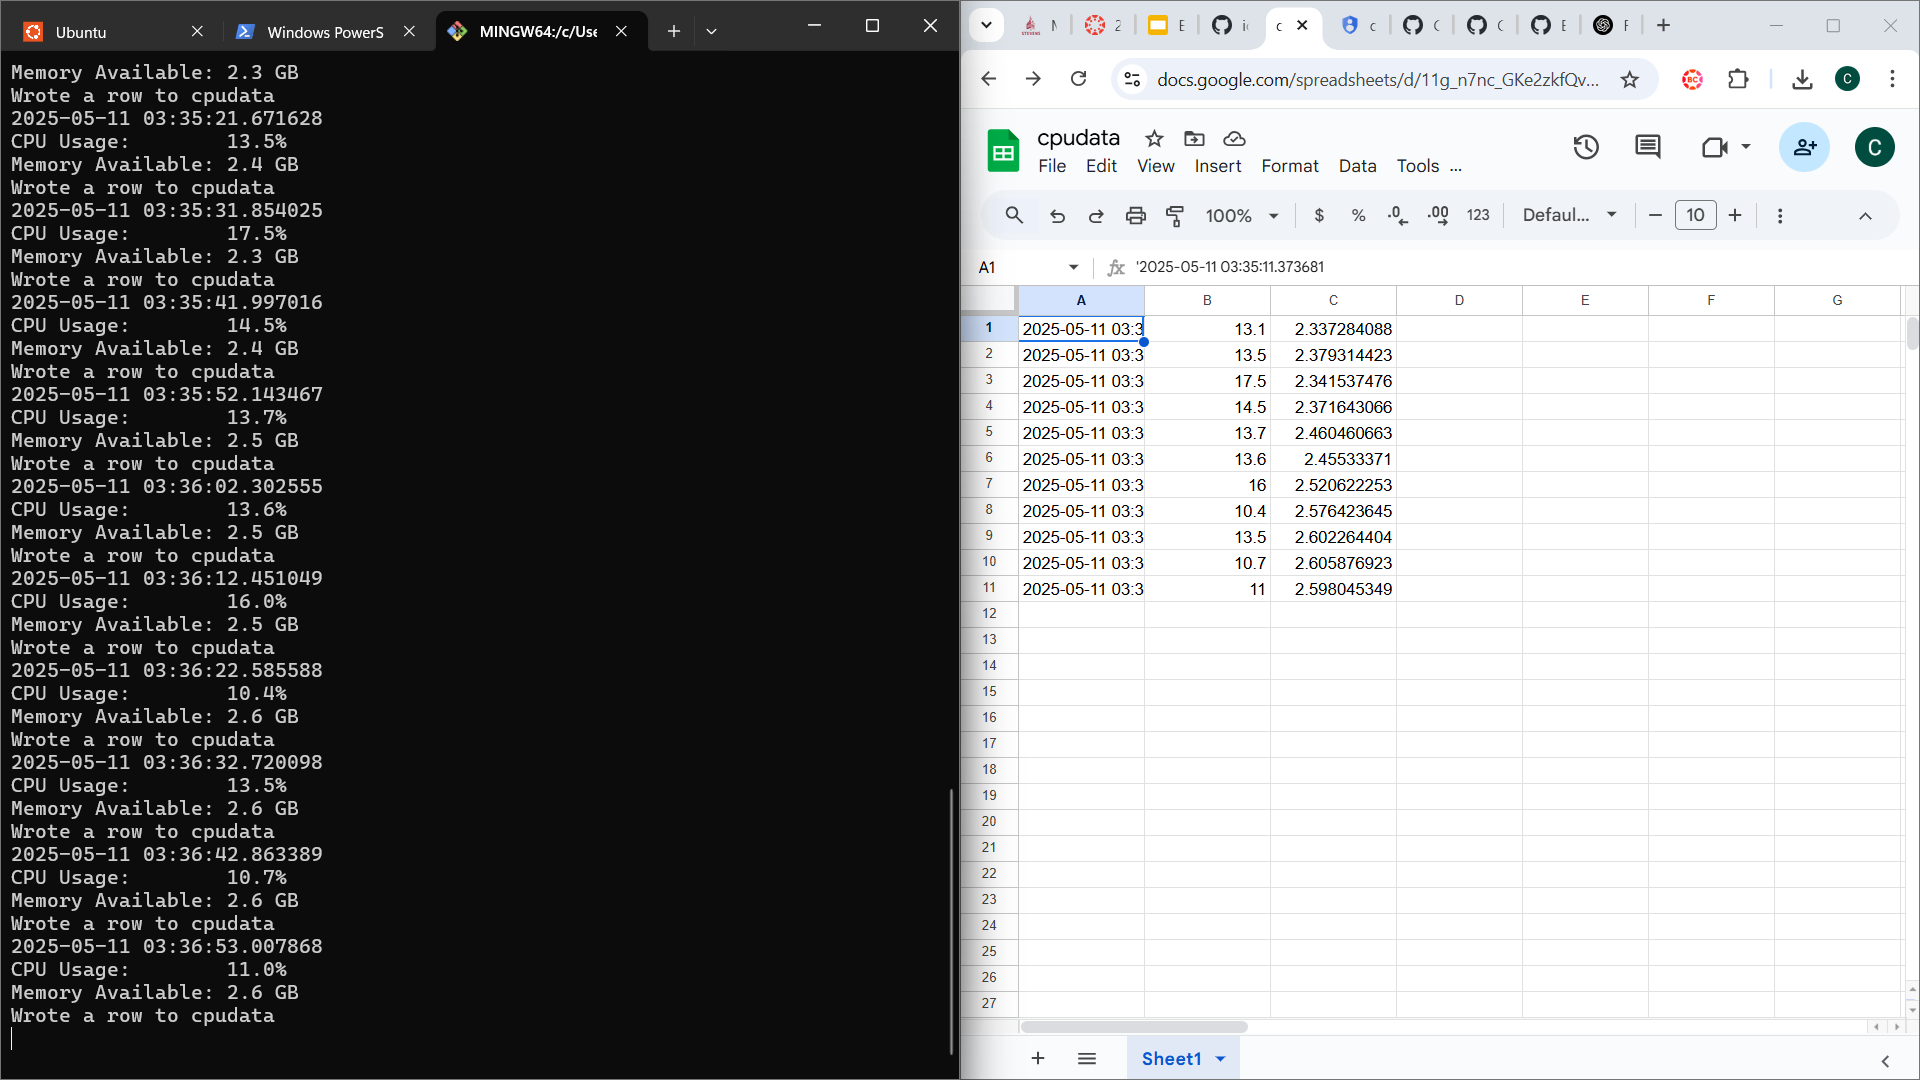 Ubuntu
Windows PowerS
MINGW64:/c/Use
Memory Available: 2.3 GB
Wrote a row to cpudata
2025-05-11 03:35:21.671628
CPU Usage: 13.5%
Memory Available: 2.4 GB
Wrote a row to cpudata
2025-05-11 03:35:31.854025
CPU Usage: 17.5%
Memory Available: 2.3 GB
Wrote a row to cpudata
2025-05-11 03:35:41.997016
CPU Usage: 14.5%
Memory Available: 2.4 GB
Wrote a row to cpudata
2025-05-11 03:35:52.143467
CPU Usage: 13.7%
Memory Available: 2.5 GB
Wrote a row to cpudata
2025-05-11 03:36:02.302555
CPU Usage: 13.6%
Memory Available: 2.5 GB
Wrote a row to cpudata
2025-05-11 03:36:12.451049
CPU Usage: 16.0%
Memory Available: 2.5 GB
Wrote a row to cpudata
2025-05-11 03:36:22.585588
CPU Usage: 10.4%
Memory Available: 2.6 GB
Wrote a row to cpudata
2025-05-11 03:36:32.720098
CPU Usage: 13.5%
Memory Available: 2.6 GB
Wrote a row to cpudata
2025-05-11 03:36:42.863389
CPU Usage: 10.7%
Memory Available: 2.6 GB
Wrote a row to cpudata
2025-05-11 03:36:53.007868
CPU Usage: 11.0%
Memory Available: 2.6 GB
Wrote a row to cpudata
docs.google.com/spreadsheets/d/11g_n7nc_GKe2zkfQv...
BC
C
cpudata
File Edit View Insert Format Data Tools ...
C
100% $ % .0 .00 123 Defaul... 10
A1 fx '2025-05-11 03:35:11.373681
A B C D E F G
1 2025-05-11 03:3 13.1 2.337284088
2 2025-05-11 03:3 13.5 2.379314423
3 2025-05-11 03:3 17.5 2.341537476
4 2025-05-11 03:3 14.5 2.371643066
5 2025-05-11 03:3 13.7 2.460460663
6 2025-05-11 03:3 13.6 2.45533371
7 2025-05-11 03:3 16 2.520622253
8 2025-05-11 03:3 10.4 2.576423645
9 2025-05-11 03:3 13.5 2.602264404
10 2025-05-11 03:3 10.7 2.605876923
11 2025-05-11 03:3 11 2.598045349
12
13
14
15
16
17
18
19
20
21
22
23
24
25
26
27
Sheet1